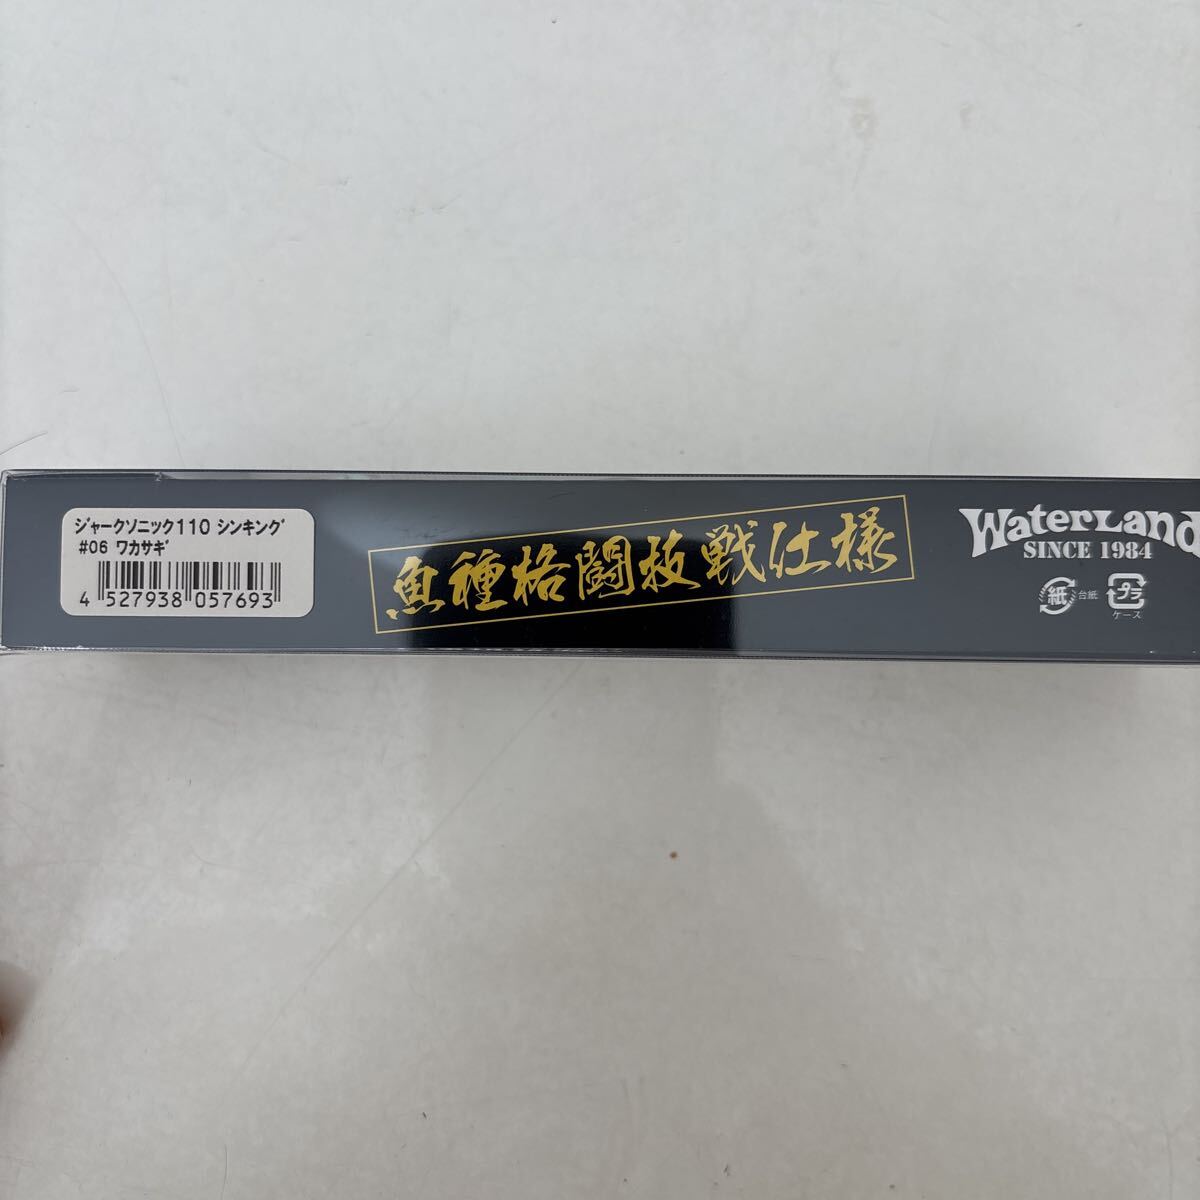 ｼﾞｬｰｸｿﾆｯｸ110 ｼﾝｷﾝｸﾞ
#06 ﾜｶｻｷﾞ
4 527938 057693
魚種格闘技戦仕様
WaterLand
SINCE 1984
紙 台紙 プラ
ケース